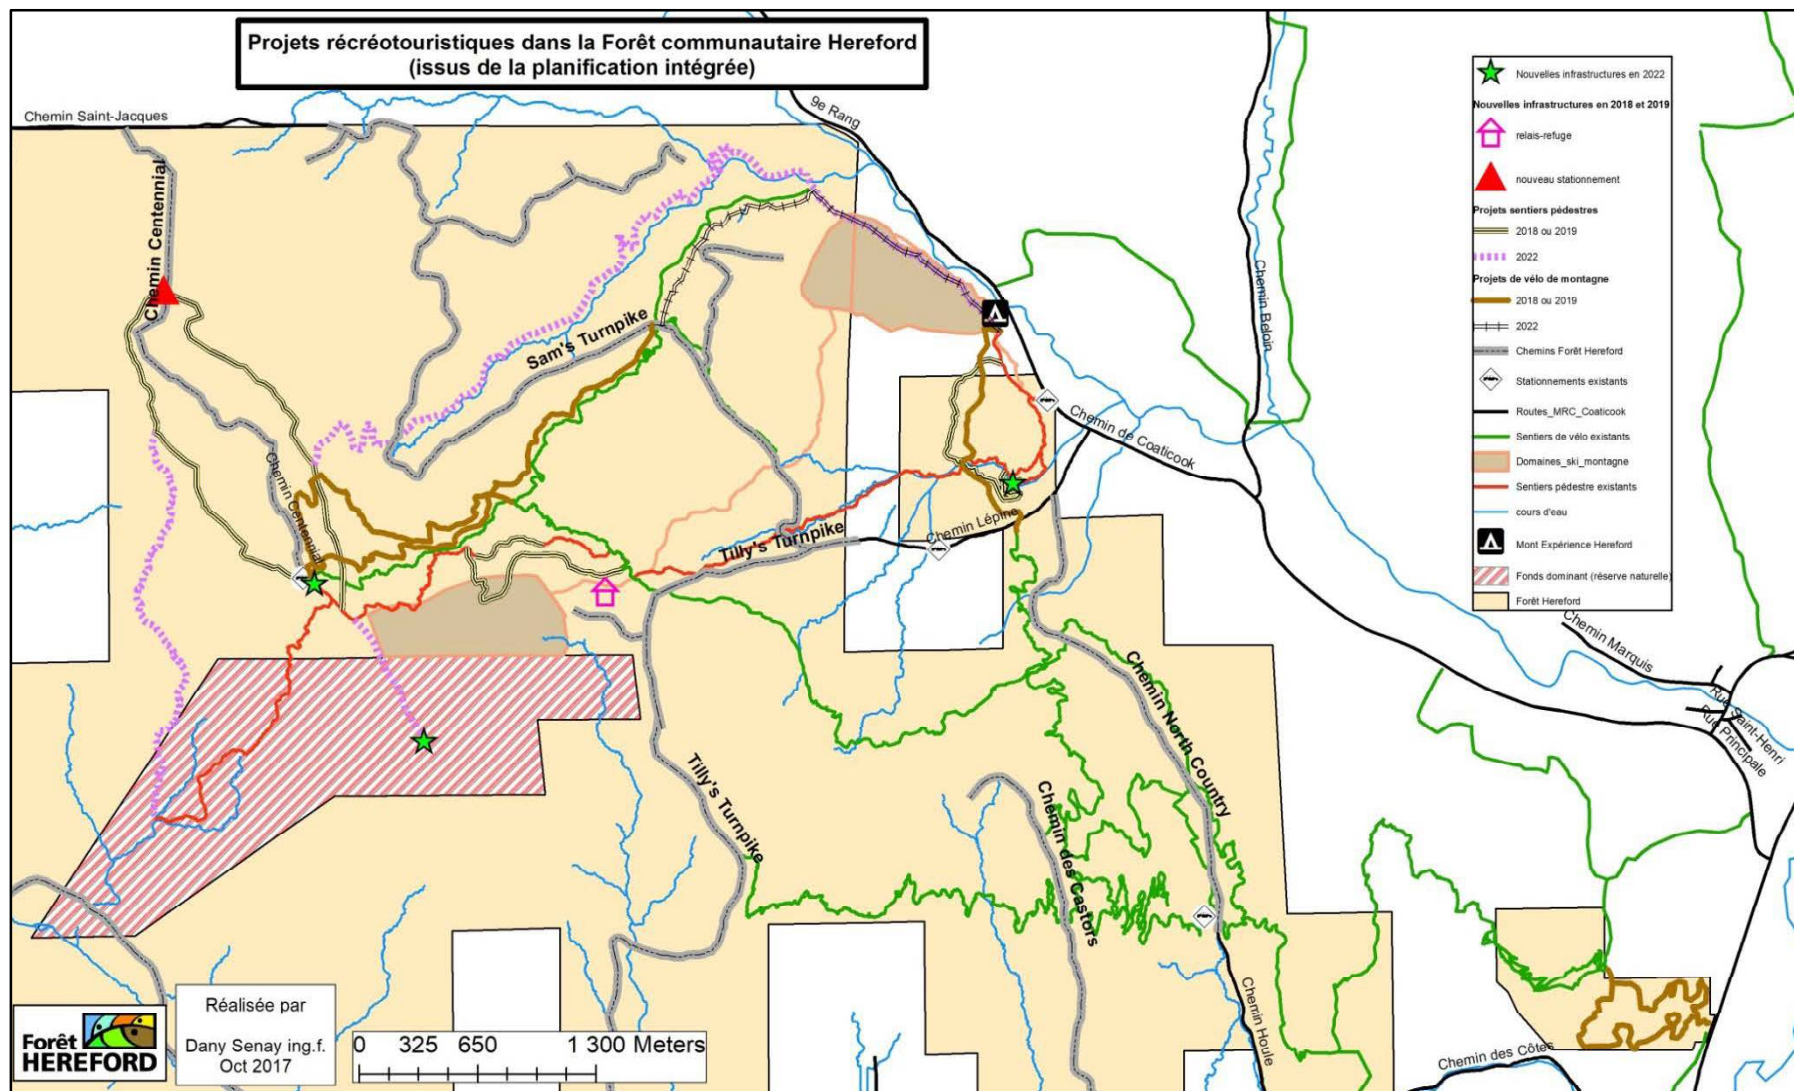 Projets récréotouristiques dans la Forêt communautaire Hereford
(issus de la planification intégrée)
Chemin Saint-Jacques
9e Rang
Chemin Centennial
Chemin Beloin
Sam's Turnpike
Chemin de Coaticook
Chemin Centennial
Tilly's Turnpike
Chemin Lépine
Chemin North Country
Chemin Marquis
Rue Saint-Henri
Rue Principale
Tilly's Turnpike
Chemin des Castors
Chemin Houle
Chemin des Côtes
Nouvelles infrastructures en 2022
Nouvelles infrastructures en 2018 et 2019
relais-refuge
nouveau stationnement
Projets sentiers pédestres
2018 ou 2019
2022
Projets de vélo de montagne
2018 ou 2019
2022
Chemins Forêt Hereford
Stationnements existants
Routes_MRC_Coaticook
Sentiers de vélo existants
Domaines_ski_montagne
Sentiers pédestre existants
cours d'eau
Mont Expérience Hereford
Fonds dominant (réserve naturelle)
Forêt Hereford
Forêt
HEREFORD
Réalisée par
Dany Senay ing.f.
Oct 2017
0 325 650 1 300 Meters